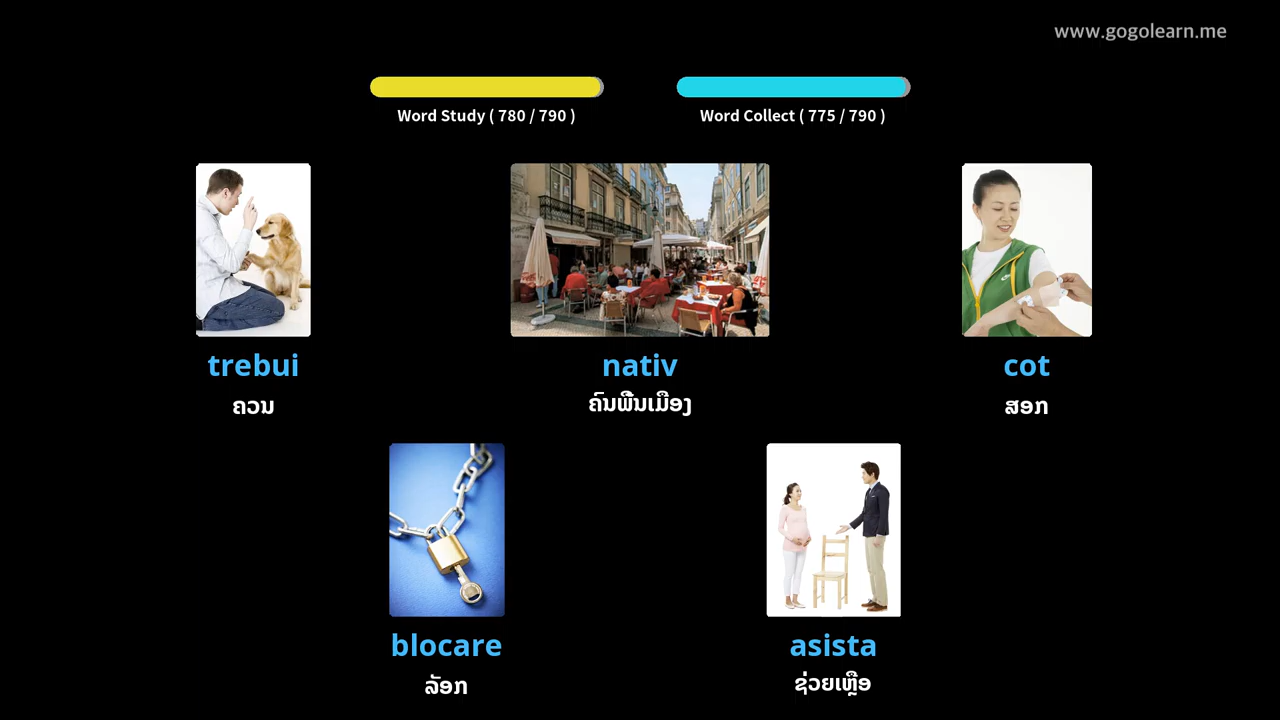 www.gogolearn.me
Word Study ( 780 / 790 )
Word Collect ( 775 / 790 )
trebui
ຄວນ
nativ
ຄົນພື້ນເມືອງ
cot
ສອກ
blocare
ລັອກ
asista
ຊ່ວຍເຫຼືອ